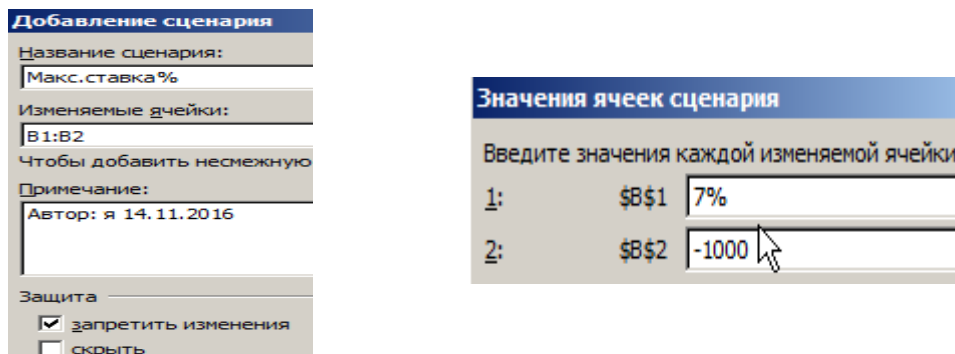 Добавление сценария
Название сценария:
Макс.ставка%
Изменяемые ячейки:
B1:B2
Чтобы добавить несмежную
Примечание:
Автор: я 14.11.2016
Защита
запретить изменения
скрыть
Значения ячеек сценария
Введите значения каждой изменяемой ячейки
1: $B$1 7%
2: $B$2 -1000